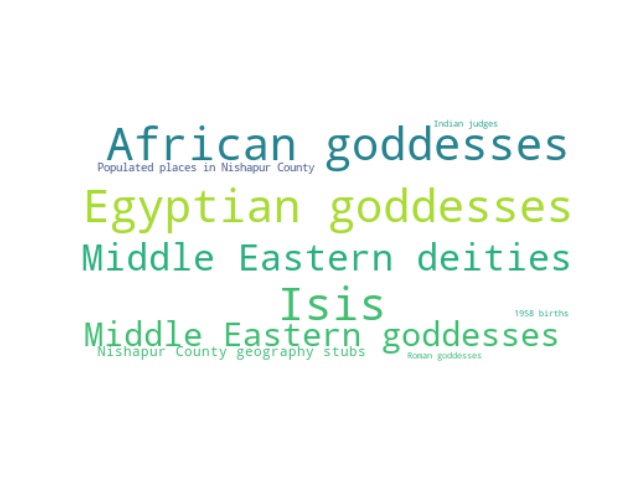 Indian judges
African goddesses
Populated places in Nishapur County
Egyptian goddesses
Middle Eastern deities
Isis
1958 births
Middle Eastern goddesses
Nishapur County geography stubs
Roman goddesses